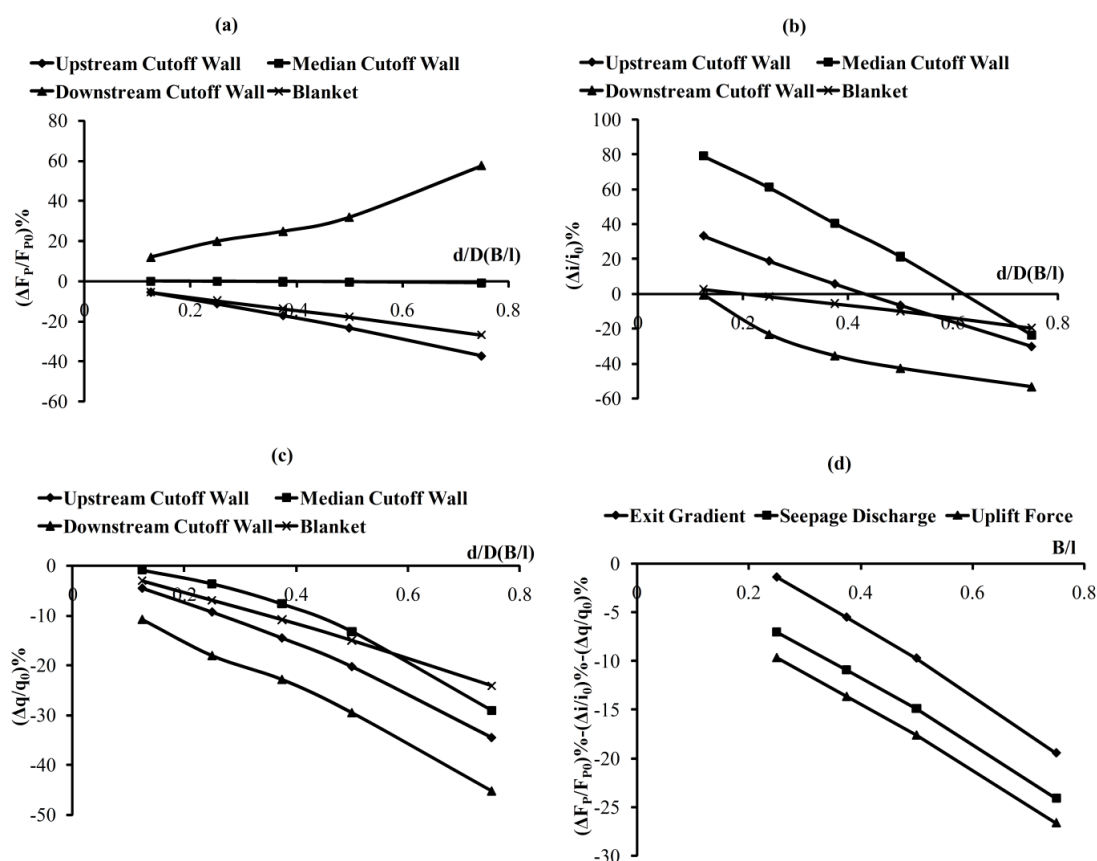 (a)
Upstream Cutoff Wall Median Cutoff Wall
Downstream Cutoff Wall Blanket
(ΔF_P/F_P0)%
80
60
40
20
0
-20
-40
-60
0 0.2 0.4 0.6 0.8
d/D(B/l)
(b)
Upstream Cutoff Wall Median Cutoff Wall
Downstream Cutoff Wall Blanket
(Δi/i₀)%
100
80
60
40
20
0
-20
-40
-60
0 0.2 0.4 0.6 0.8
d/D(B/l)
(c)
Upstream Cutoff Wall Median Cutoff Wall
Downstream Cutoff Wall Blanket
d/D(B/l)
(Δq/q₀)%
0
-10
-20
-30
-40
-50
0 0.2 0.4 0.6 0.8
(d)
Exit Gradient Seepage Discharge Uplift Force
B/l
(ΔF_P/F_P0)%-(Δi/i₀)%-(Δq/q₀)%
0
-5
-10
-15
-20
-25
-30
0 0.2 0.4 0.6 0.8